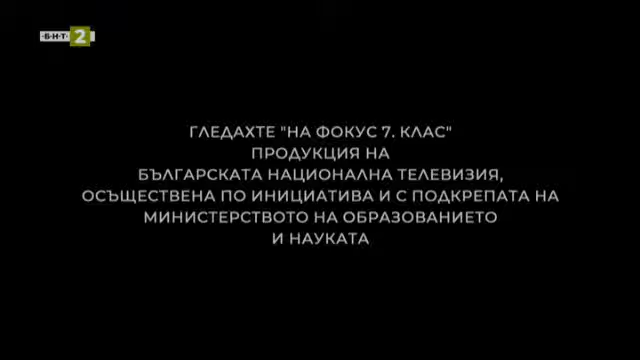 БНТ 2
ГЛЕДАХТЕ "НА ФОКУС 7. КЛАС"
ПРОДУКЦИЯ НА
БЪЛГАРСКАТА НАЦИОНАЛНА ТЕЛЕВИЗИЯ,
ОСЪЩЕСТВЕНА ПО ИНИЦИАТИВА И С ПОДКРЕПАТА НА
МИНИСТЕРСТВОТО НА ОБРАЗОВАНИЕТО
И НАУКАТА